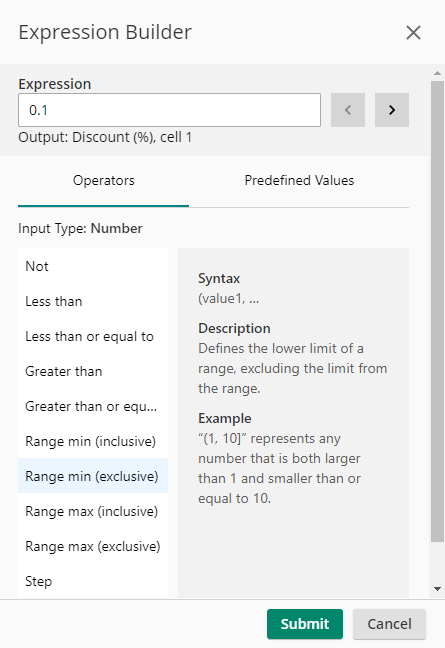 Expression Builder
Expression
0.1
Output: Discount (%), cell 1
Operators
Predefined Values
Input Type: Number
Not
Less than
Less than or equal to
Greater than
Greater than or equ...
Range min (inclusive)
Range min (exclusive)
Range max (inclusive)
Range max (exclusive)
Step
Syntax
(value1, ...
Description
Defines the lower limit of a
range, excluding the limit from
the range.
Example
“(1, 10]” represents any
number that is both larger
than 1 and smaller than or
equal to 10.
Submit
Cancel